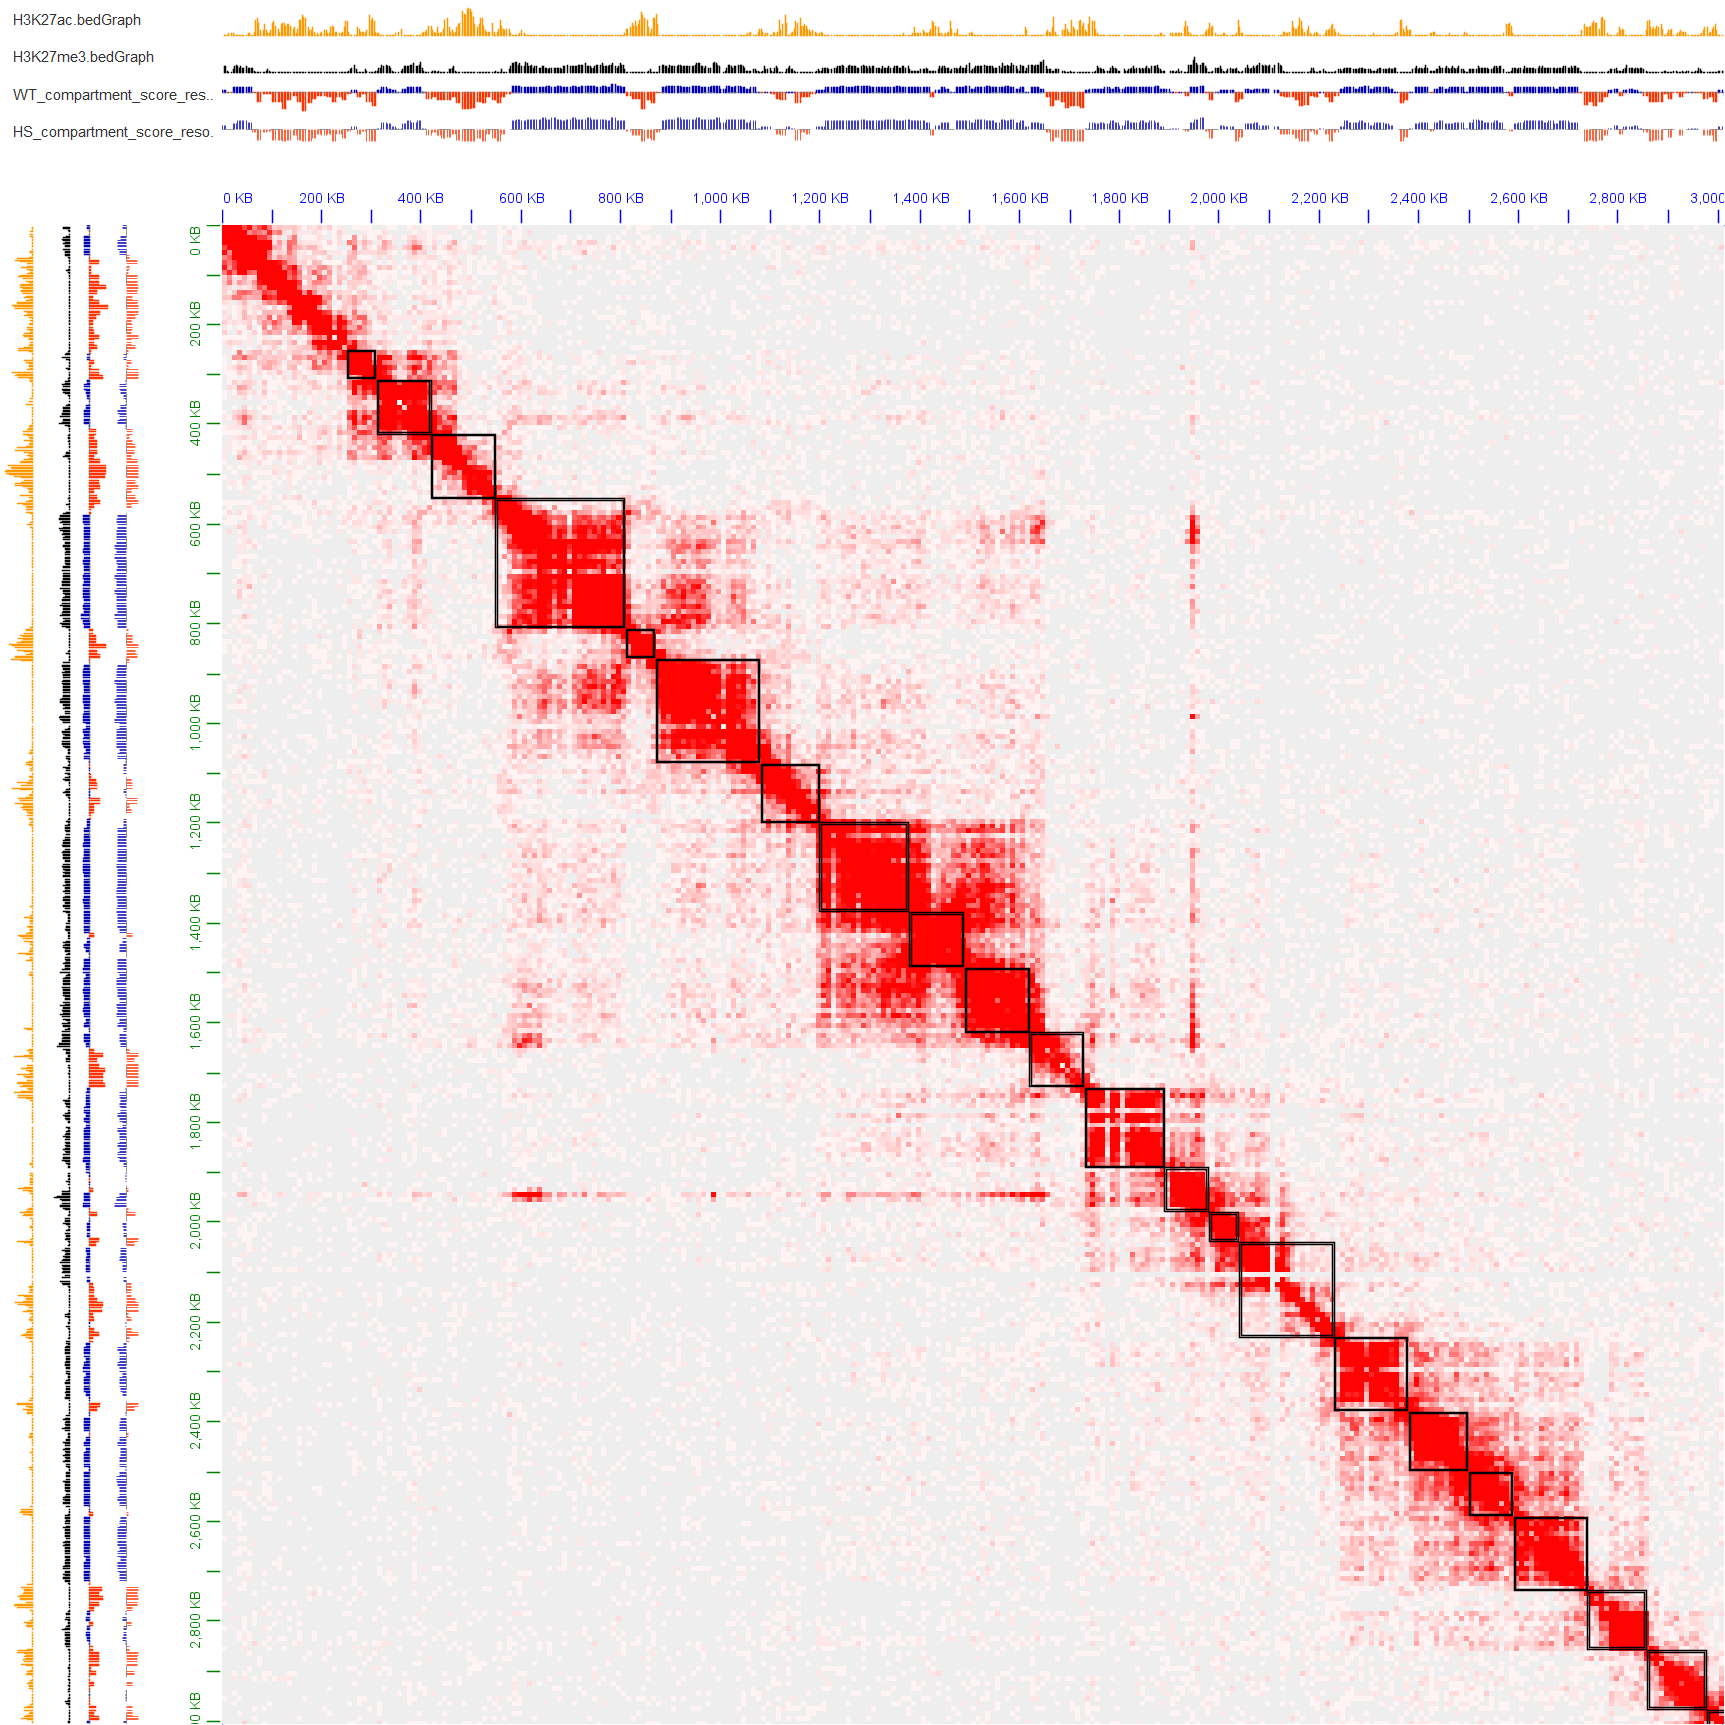 H3K27ac.bedGraph
H3K27me3.bedGraph
WT_compartment_score_res..
HS_compartment_score_reso.
0 KB 200 KB 400 KB 600 KB 800 KB 1,000 KB 1,200 KB 1,400 KB 1,600 KB 1,800 KB 2,000 KB 2,200 KB 2,400 KB 2,600 KB 2,800 KB 3,000
0 KB
200 KB
400 KB
600 KB
800 KB
1,000 KB
1,200 KB
1,400 KB
1,600 KB
1,800 KB
2,000 KB
2,200 KB
2,400 KB
2,600 KB
2,800 KB
0 KB